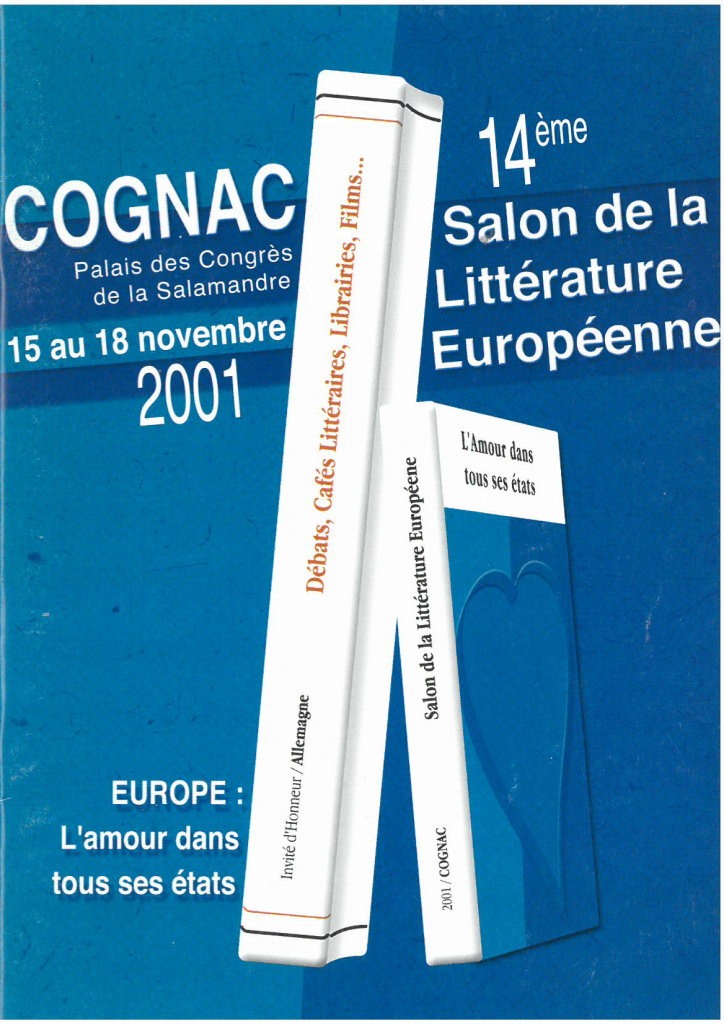 COGNAC
Palais des Congrès
de la Salamandre
15 au 18 novembre
2001
14ème
Salon de la
Littérature
Européenne
Débats, Cafés Littéraires, Librairies, Films...
Invité d'Honneur / Allemagne
L'Amour dans
tous ses états
Salon de la Littérature Européene
2001 / COGNAC
EUROPE :
L'amour dans
tous ses états